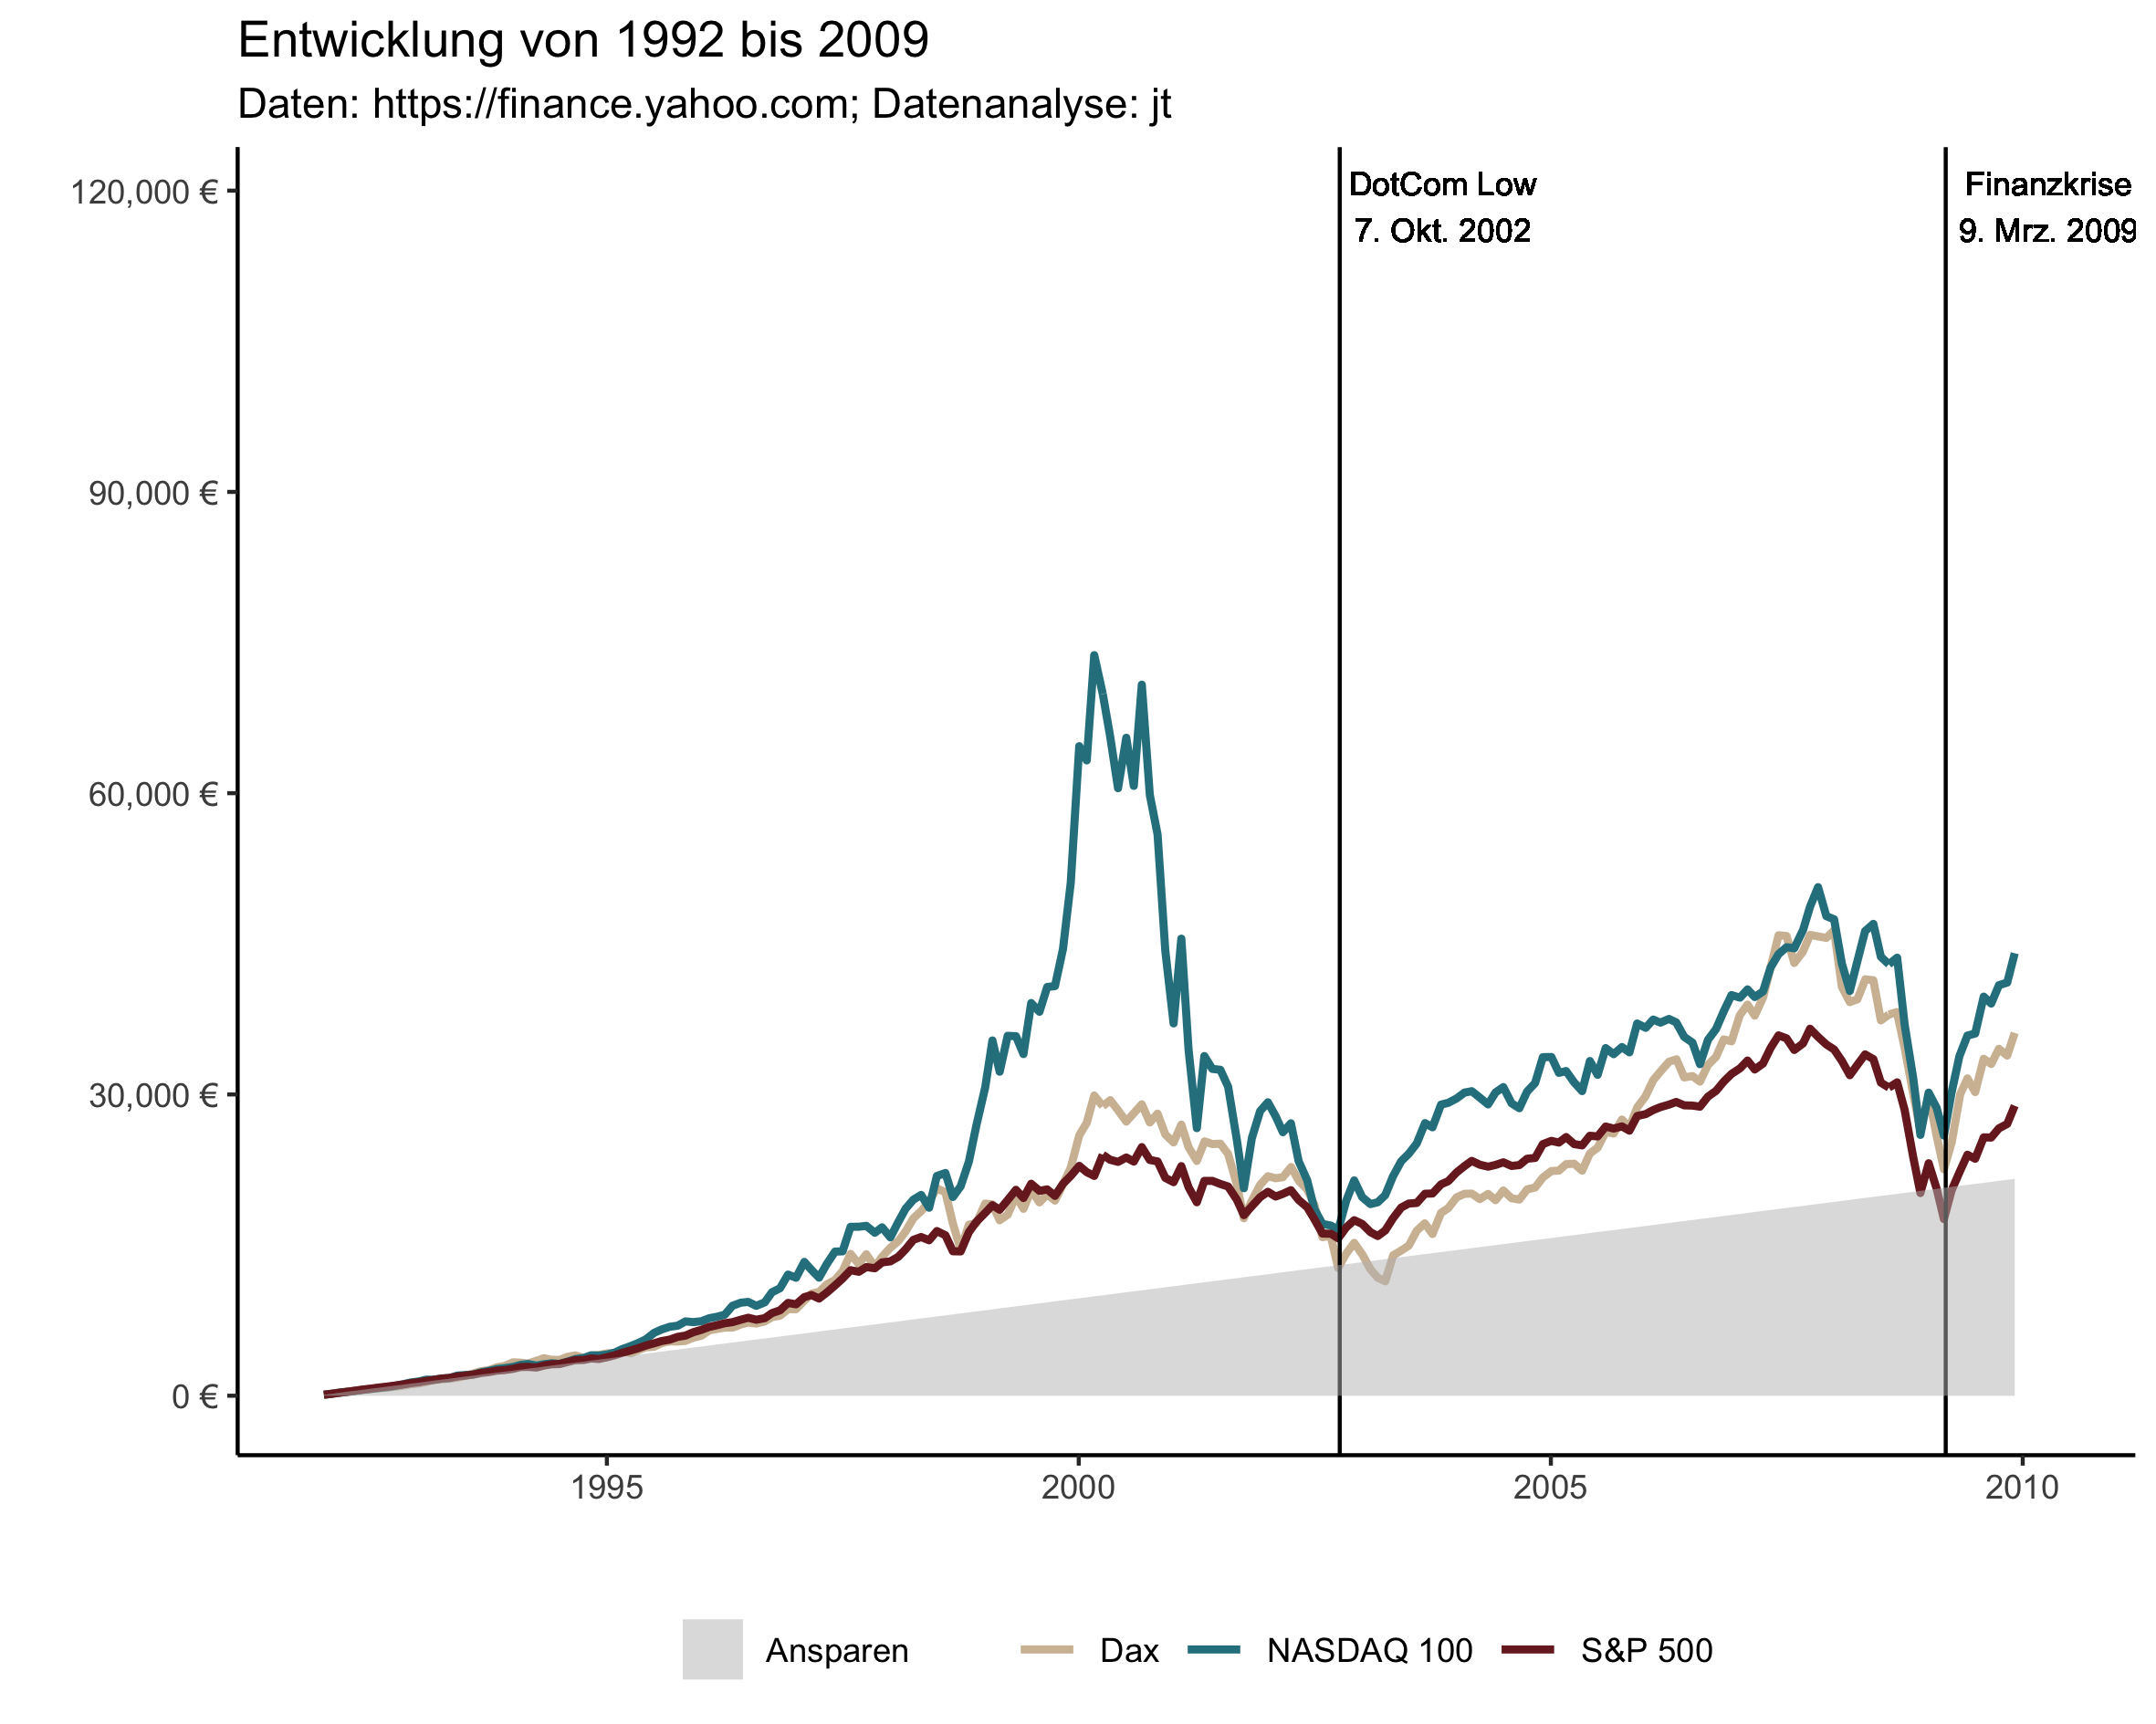 Entwicklung von 1992 bis 2009
Daten: https://finance.yahoo.com; Datenanalyse: jt
120,000 €
90,000 €
60,000 €
30,000 €
0 €
DotCom Low
7. Okt. 2002
Finanzkrise
9. Mrz. 2009
1995
2000
2005
2010
Ansparen
Dax
NASDAQ 100
S&P 500